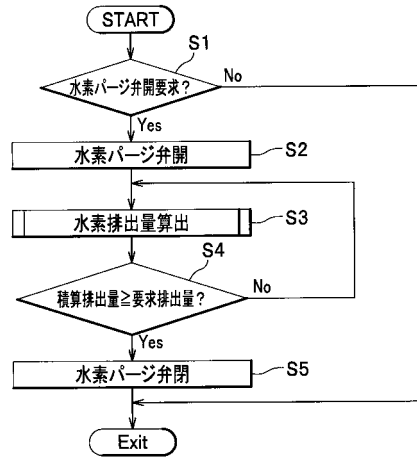 START
S1
水素パージ弁開要求?
No
Yes
水素パージ弁開
S2
水素排出量算出
S3
S4
積算排出量≧要求排出量?
No
Yes
水素パージ弁閉
S5
Exit